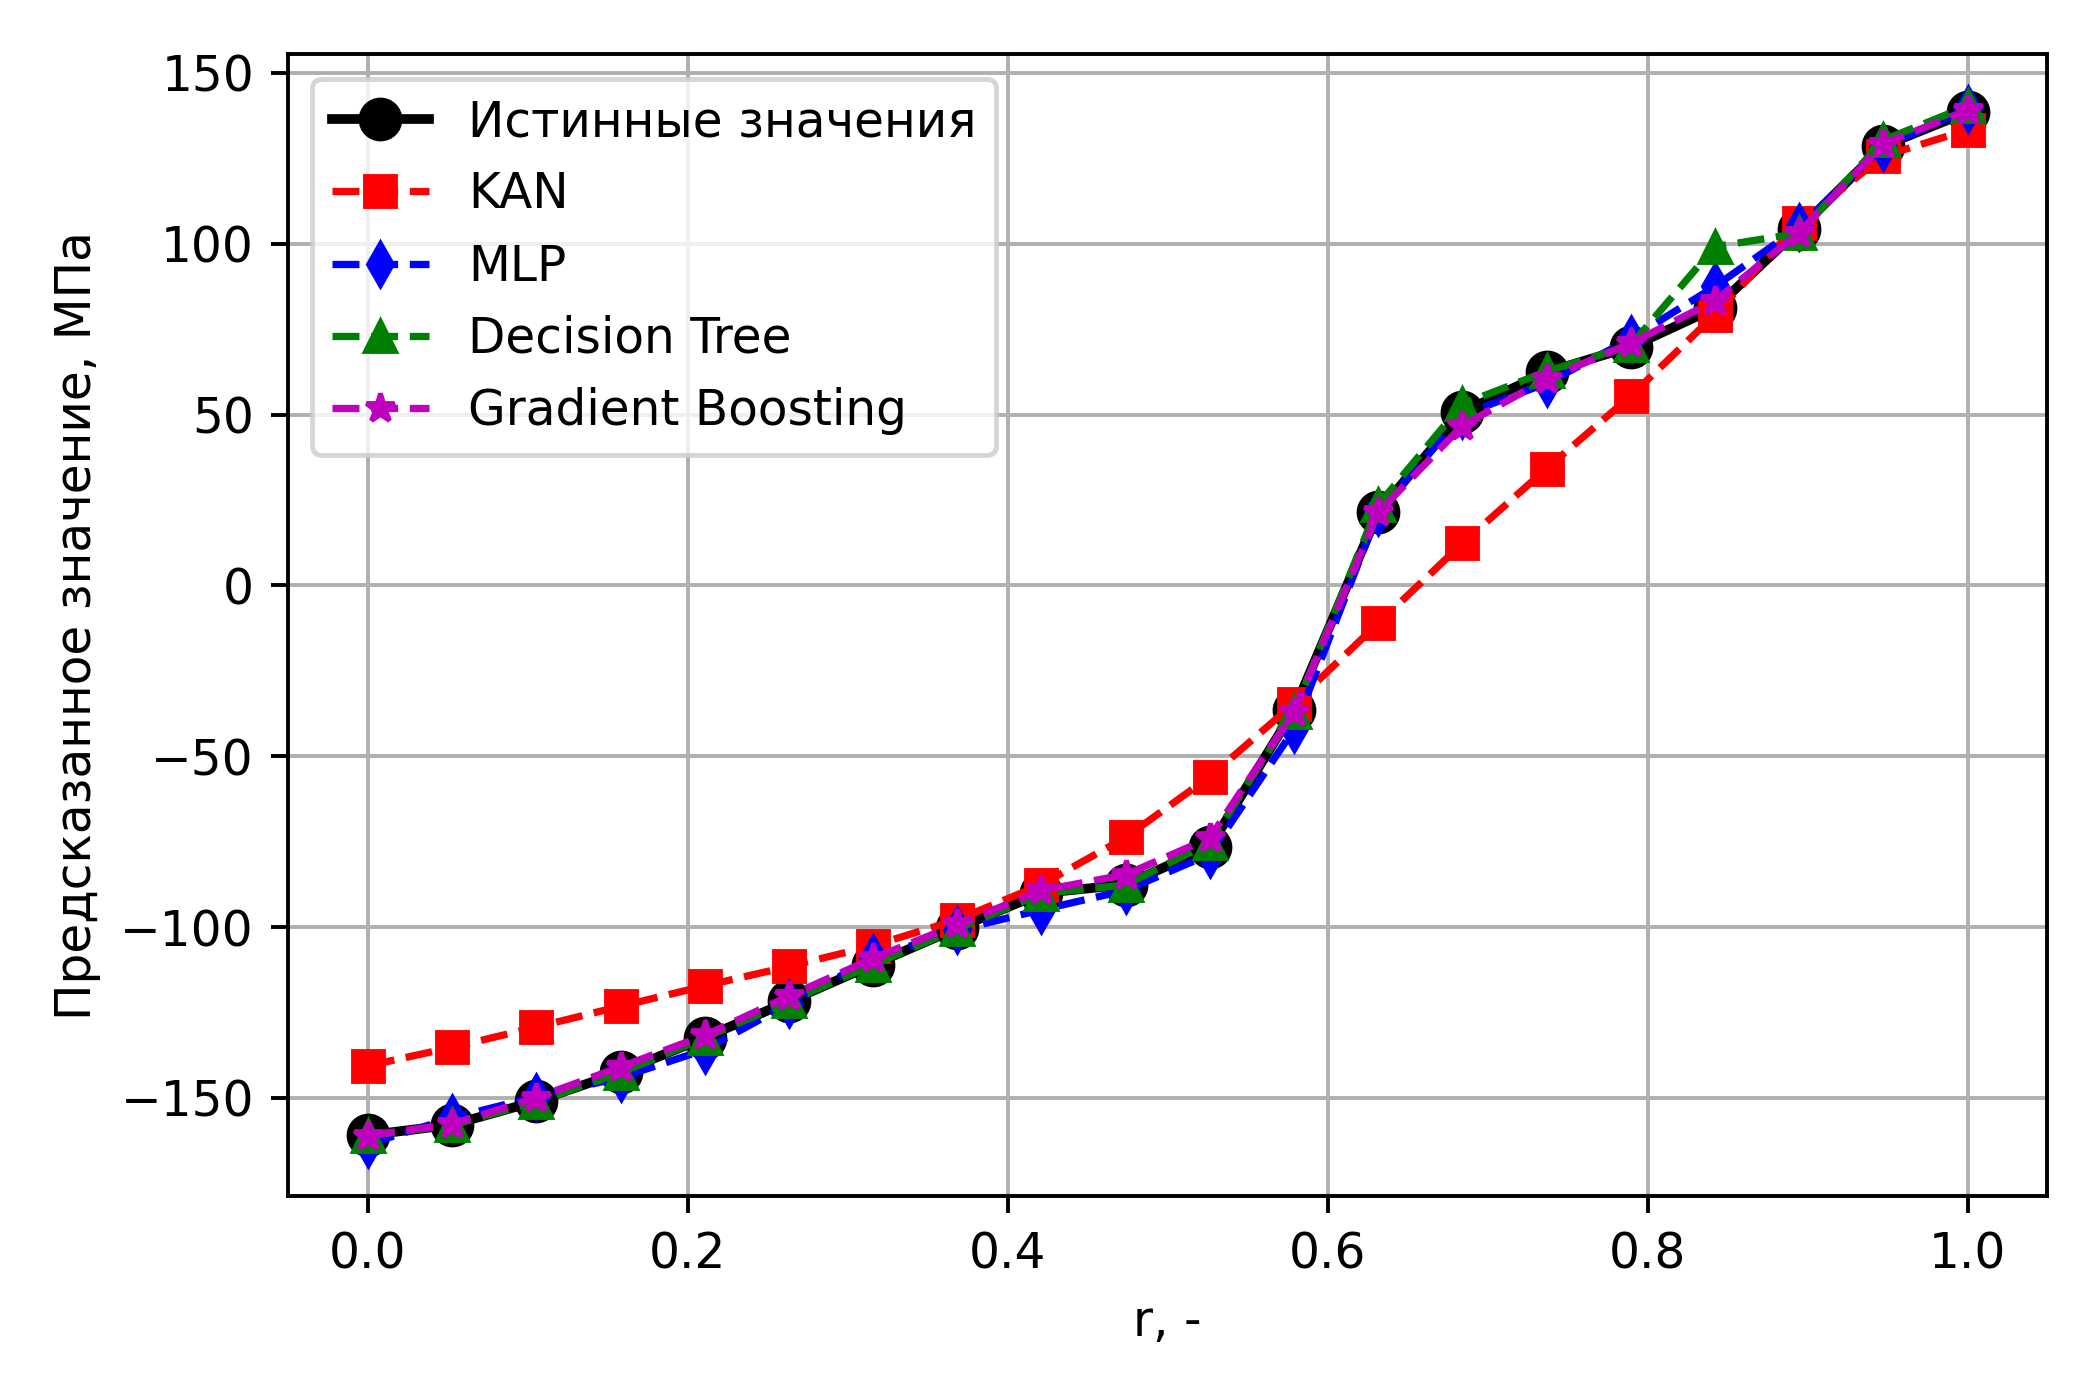 Предсказанное значение, МПа
150
100
50
0
−50
−100
−150
Истинные значения
KAN
MLP
Decision Tree
Gradient Boosting
0.0 0.2 0.4 0.6 0.8 1.0
r, -